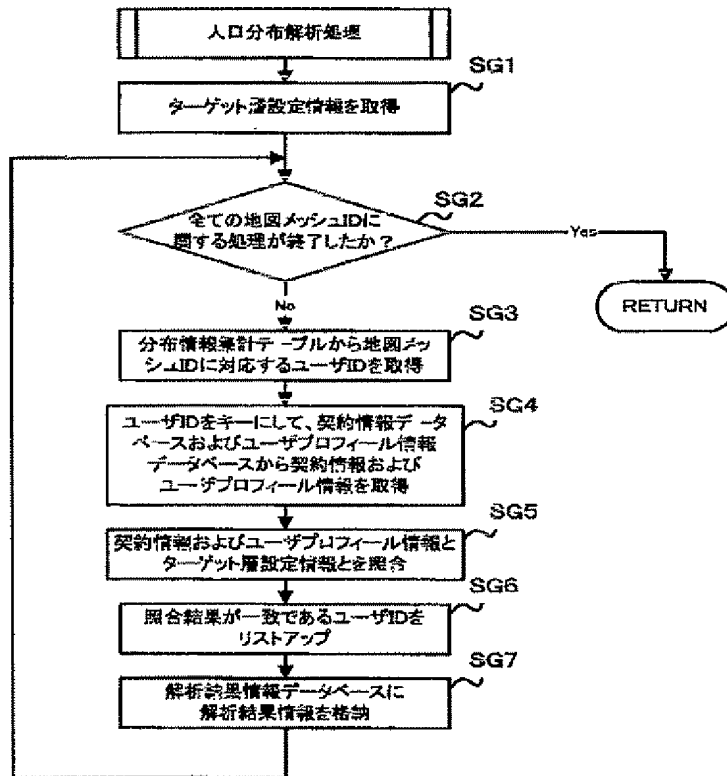 人口分布解析処理
SG1
ターゲット層設定情報を取得
SG2
全ての地図メッシュIDに
関する処理が終了したか？
Yes
RETURN
No
SG3
分布情報集計テーブルから地図メッ
シュIDに対応するユーザIDを取得
SG4
ユーザIDをキーにして、契約情報データ
ベースおよびユーザプロフィール情報
データベースから契約情報および
ユーザプロフィール情報を取得
SG5
契約情報およびユーザプロフィール情報と
ターゲット層設定情報とを照合
SG6
照合結果が一致であるユーザIDを
リストアップ
SG7
解析結果情報データベースに
解析結果情報を格納